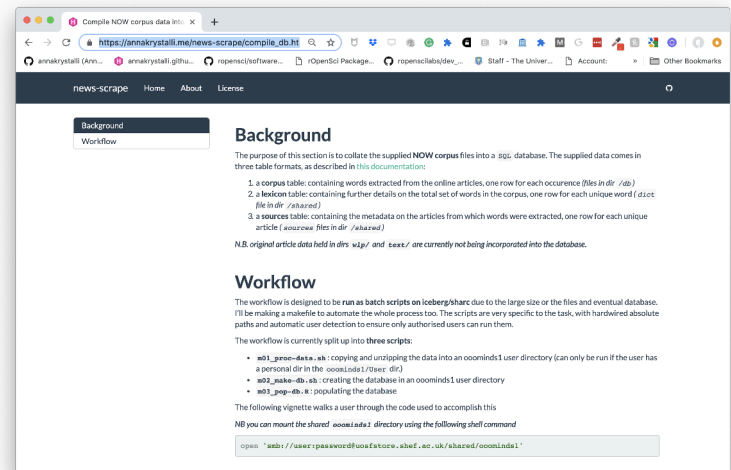 Compile NOW corpus data into
https://annakrystalli.me/news-scrape/compile_db.ht
annakrystalli (Ann... annakrystalli.githu... ropensci/software... rOpenSci Package... ropenscilabs/dev_... Staff - The Univer... Account: » Other Bookmarks
news-scrape Home About License
Background
Workflow
Background
The purpose of this section is to collate the supplied NOW corpus files into a SQL database. The supplied data comes in
three table formats, as described in this documentation:
1. a corpus table: containing words extracted from the online articles, one row for each occurence (files in dir /db)
2. a lexicon table: containing further details on the total set of words in the corpus, one row for each unique word ( dict
file in dir /shared)
3. a sources table: containing the metadata on the articles from which words were extracted, one row for each unique
article ( sources files in dir /shared)
N.B. original article data held in dirs wlp/ and text/ are currently not being incorporated into the database.
Workflow
The workflow is designed to be run as batch scripts on iceberg/sharc due to the large size or the files and eventual database.
I'll be making a makefile to automate the whole process too. The scripts are very specific to the task, with hardwired absolute
paths and automatic user detection to ensure only authorised users can run them.
The workflow is currently split up into three scripts:
• m01_proc-data.sh: copying and unzipping the data into an ooominds1 user directory (can only be run if the user has
a personal dir in the ooominds1/User dir.)
• m02_make-db.sh: creating the database in an ooominds1 user directory
• m03_pop-db.R: populating the database
The following vignette walks a user through the code used to accomplish this
NB you can mount the shared ooominds1 directory using the folllowing shell command
open 'smb://user:password@uosfstore.shef.ac.uk/shared/ooominds1'